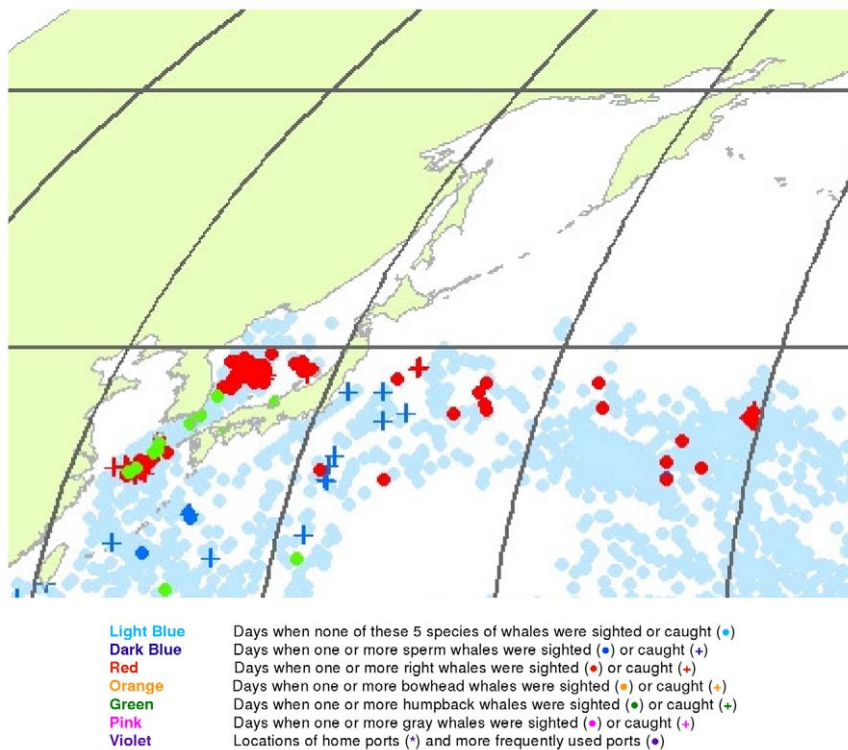 Light Blue Days when none of these 5 species of whales were sighted or caught (•)
Dark Blue Days when one or more sperm whales were sighted (•) or caught (+)
Red Days when one or more right whales were sighted (•) or caught (+)
Orange Days when one or more bowhead whales were sighted (•) or caught (+)
Green Days when one or more humpback whales were sighted (•) or caught (+)
Pink Days when one or more gray whales were sighted (•) or caught (+)
Violet Locations of home ports (*) and more frequently used ports (•)